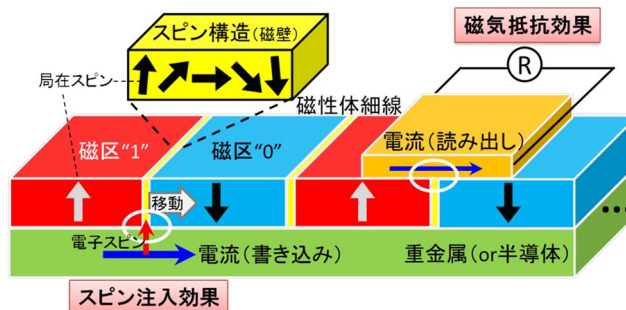 スピン構造(磁壁)
磁気抵抗効果
R
局在スピン
磁性体細線
磁区“1”
磁区“0”
電流(読み出し)
移動
電子スピン
電流(書き込み)
重金属(or半導体)
スピン注入効果